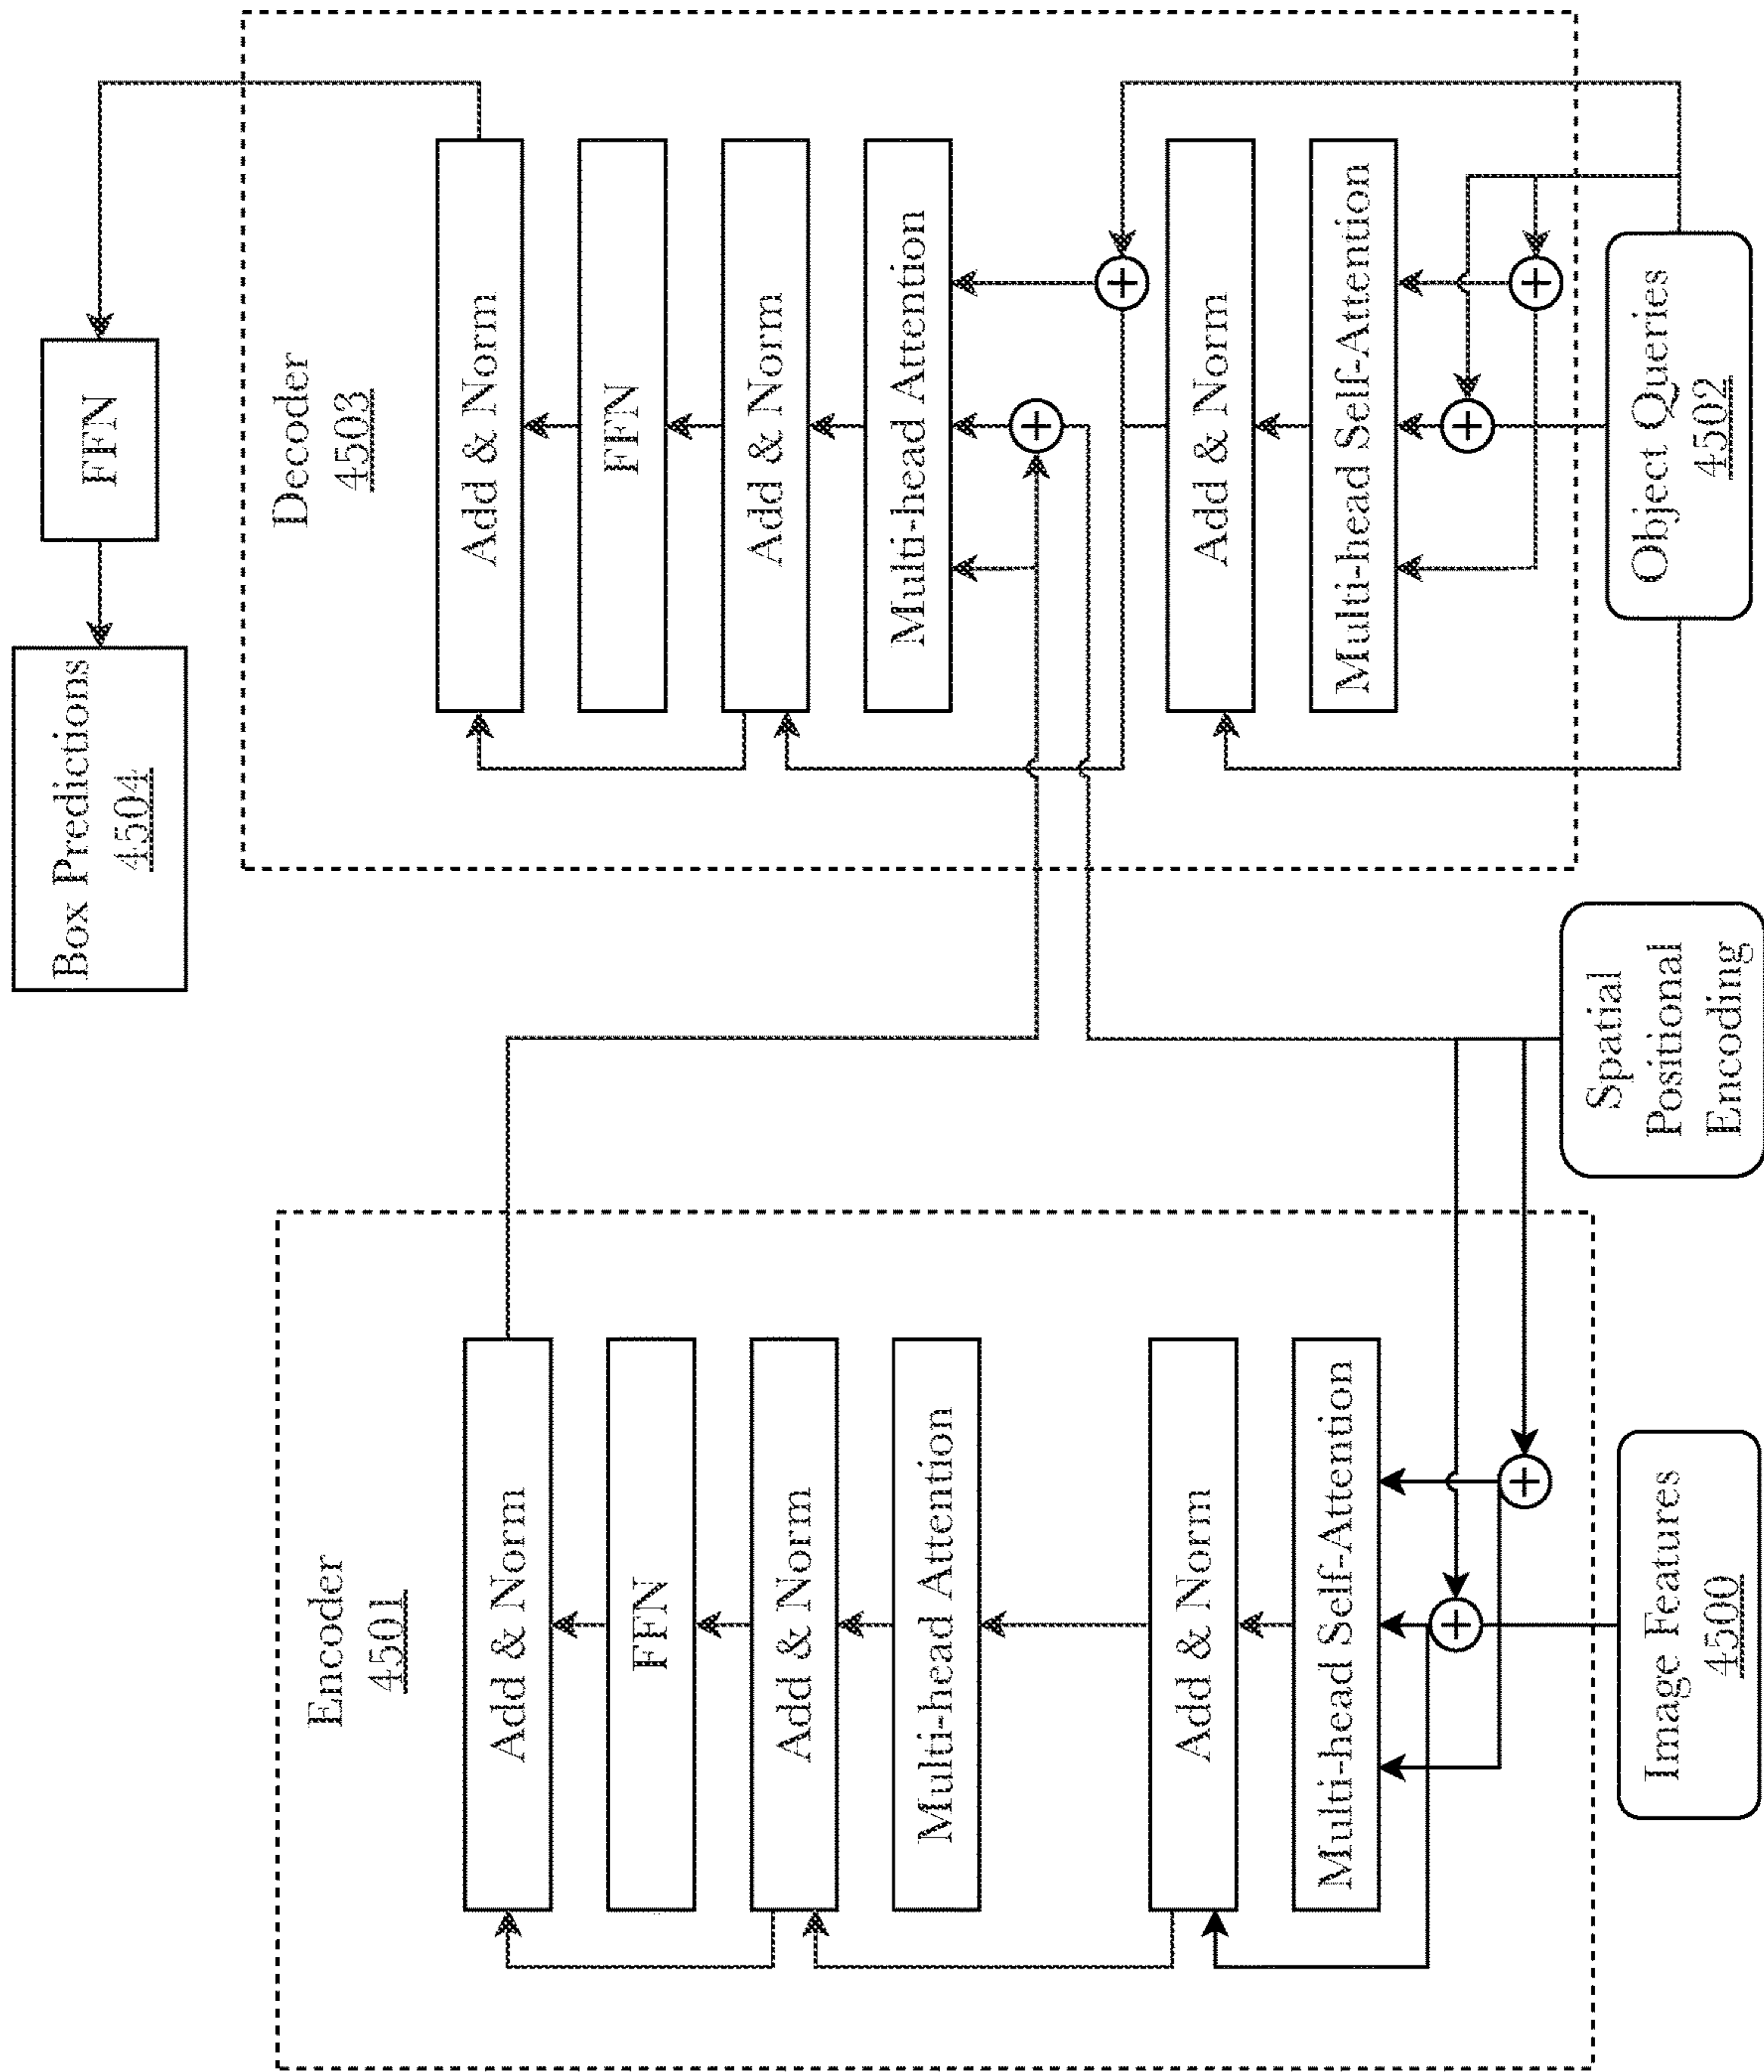 Encoder
4501
Add & Norm
FFN
Add & Norm
Multi-head Attention
Add & Norm
Multi-head Self-Attention
Image Features
4500
Spatial
Positional
Encoding
Box Predictions
4504
FFN
Decoder
4503
Add & Norm
FFN
Add & Norm
Multi-head Attention
Add & Norm
Multi-head Self-Attention
Object Queries
4502